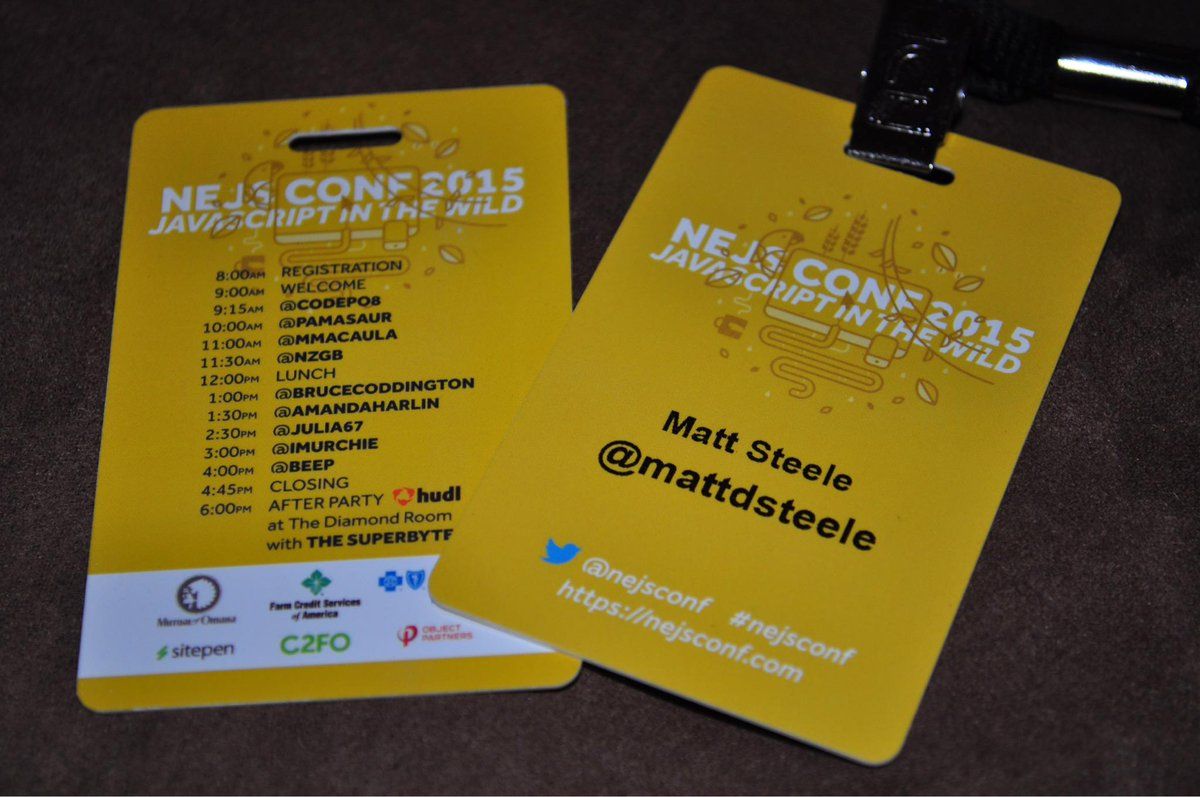 NEJS CONF 2015
JAVASCRIPT IN THE WILD
8:00AM REGISTRATION
9:00AM WELCOME
9:15AM @CODEPO8
10:00AM @PAMASAUR
11:00AM @MMACAULA
11:30AM @NZGB
12:00PM LUNCH
1:00PM @BRUCECODDINGTON
1:30PM @AMANDAHARLIN
2:30PM @JULIA67
3:00PM @IMURCHIE
4:00PM @BEEP
4:45PM CLOSING
6:00PM AFTER PARTY hudl
at The Diamond Room
with THE SUPERBYTE
Mutual of Omaha
Farm Credit Services
of America
sitepen
C2FO
OBJECT
PARTNERS
NEJS CONF 2015
JAVASCRIPT IN THE WILD
Matt Steele
@mattdsteele
@nejsconf #nejsconf
https://nejsconf.com